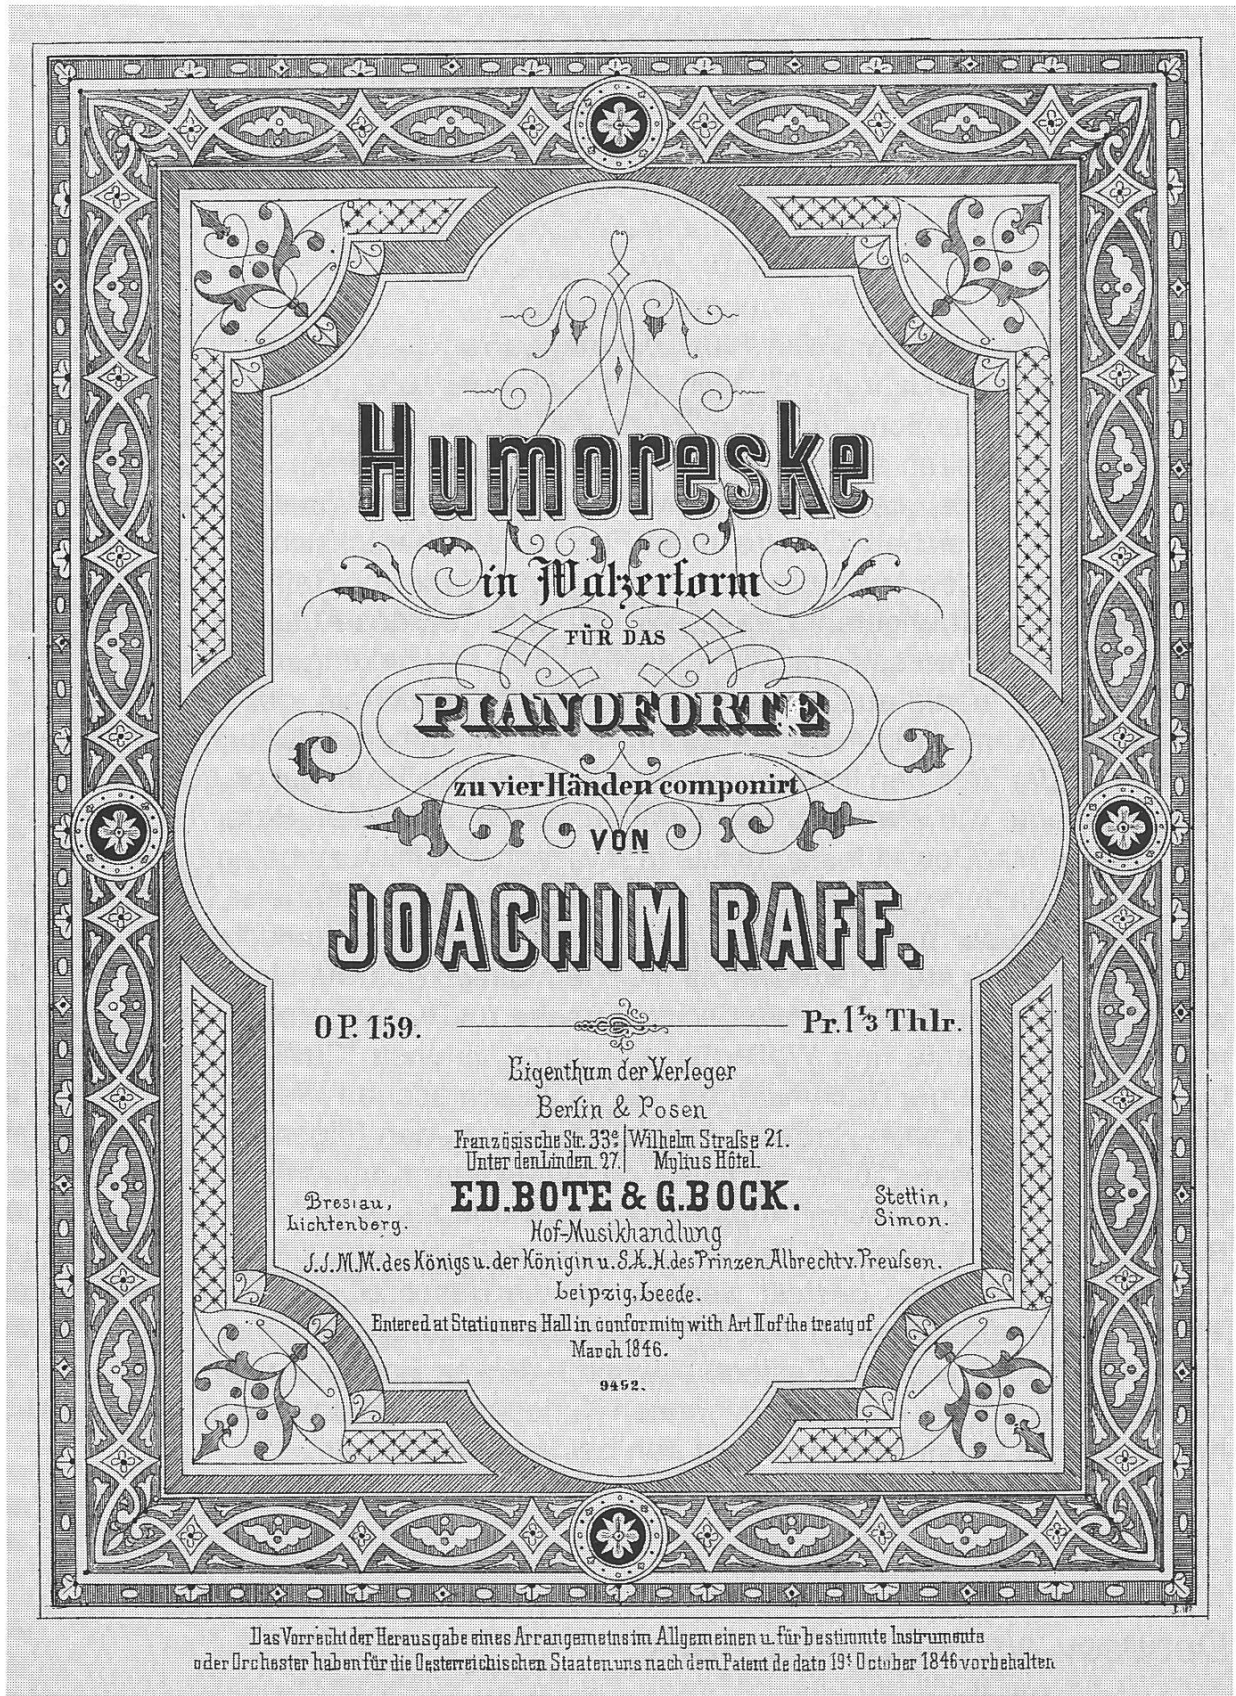 Humoreske
in Walzerform
FÜR DAS
PIANOFORTE
zu vier Händen componirt
VON
JOACHIM RAFF.
OP. 159.
Pr. 1 1/3 Thlr.
Eigenthum der Verleger
Berlin & Posen
Französische Str. 33e | Wilhelm Straſse 21.
Unter den Linden. 27. | Mylius Hôtel.
ED. BOTE & G. BOCK.
Breslau,
Lichtenberg.
Stettin,
Simon.
Hof-Musikhandlung
J.J.M.M. des Königs u. der Königin u. S.K.H. des Prinzen Albrecht v. Preuſsen.
Leipzig, Leede.
Entered at Stationers Hall in conformity with Art II of the treaty of
March 1846.
9492.
Das Vorrecht der Herausgabe eines Arrangemetns im Allgemeinen u. für bestimmte Instrumente
oder Orchester haben für die Oesterreichischen Staaten uns nach dem Patent de dato 19t October 1846 vorbehalten